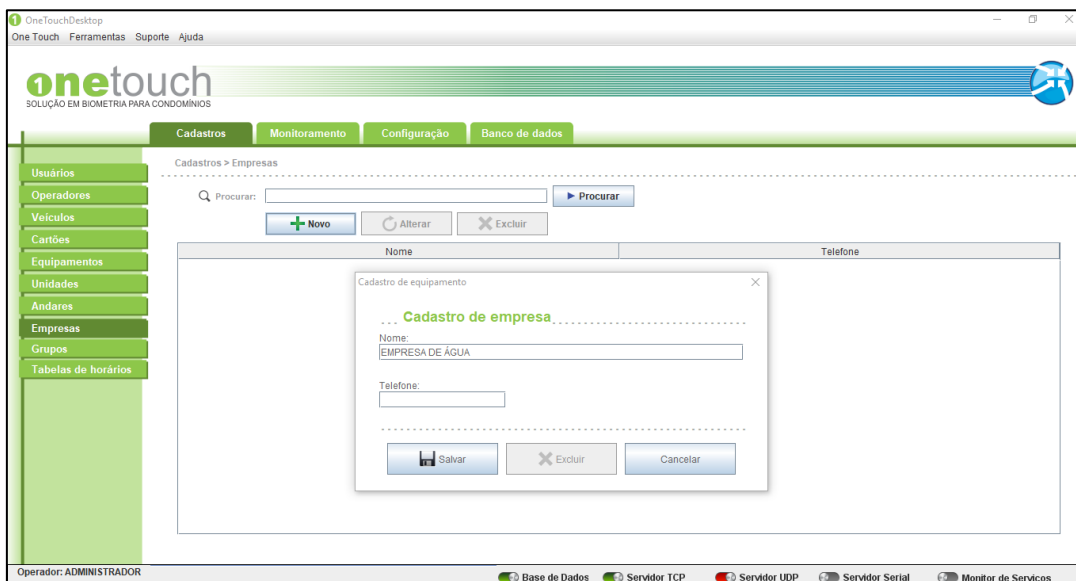 OneTouchDesktop
One Touch Ferramentas Suporte Ajuda
onetouch
SOLUÇÃO EM BIOMETRIA PARA CONDOMÍNIOS
Cadastros Monitoramento Configuração Banco de dados
Cadastros > Empresas
Usuários
Operadores
Veículos
Cartões
Equipamentos
Unidades
Andares
Empresas
Grupos
Tabelas de horários
Procurar: Procurar
Novo Alterar Excluir
Nome Telefone
Cadastro de equipamento
Cadastro de empresa
Nome:
EMPRESA DE ÁGUA
Telefone:
Salvar Excluir Cancelar
Operador: ADMINISTRADOR
Base de Dados Servidor TCP Servidor UDP Servidor Serial Monitor de Serviços